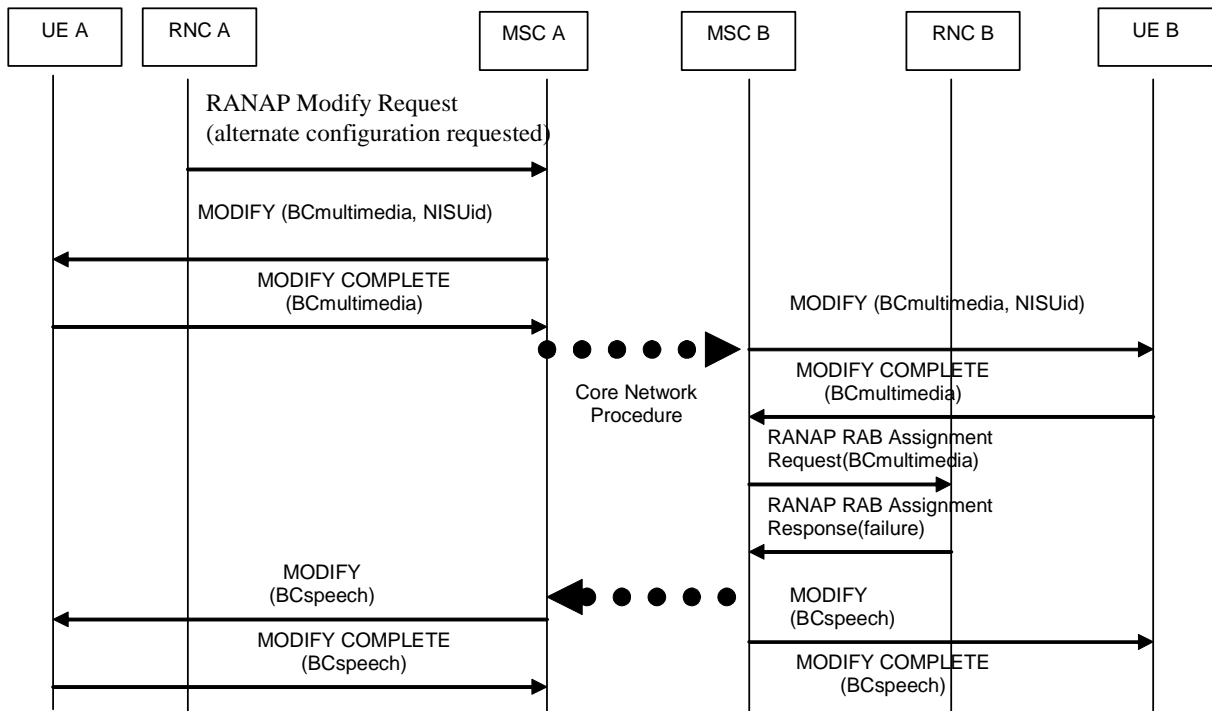 UE A
RNC A
MSC A
MSC B
RNC B
UE B
RANAP Modify Request
(alternate configuration requested)
MODIFY (BCmultimedia, NISUid)
MODIFY COMPLETE
(BCmultimedia)
MODIFY (BCmultimedia, NISUid)
Core Network
Procedure
MODIFY COMPLETE
(BCmultimedia)
RANAP RAB Assignment
Request(BCmultimedia)
RANAP RAB Assignment
Response(failure)
MODIFY
(BCspeech)
MODIFY
(BCspeech)
MODIFY COMPLETE
(BCspeech)
MODIFY COMPLETE
(BCspeech)